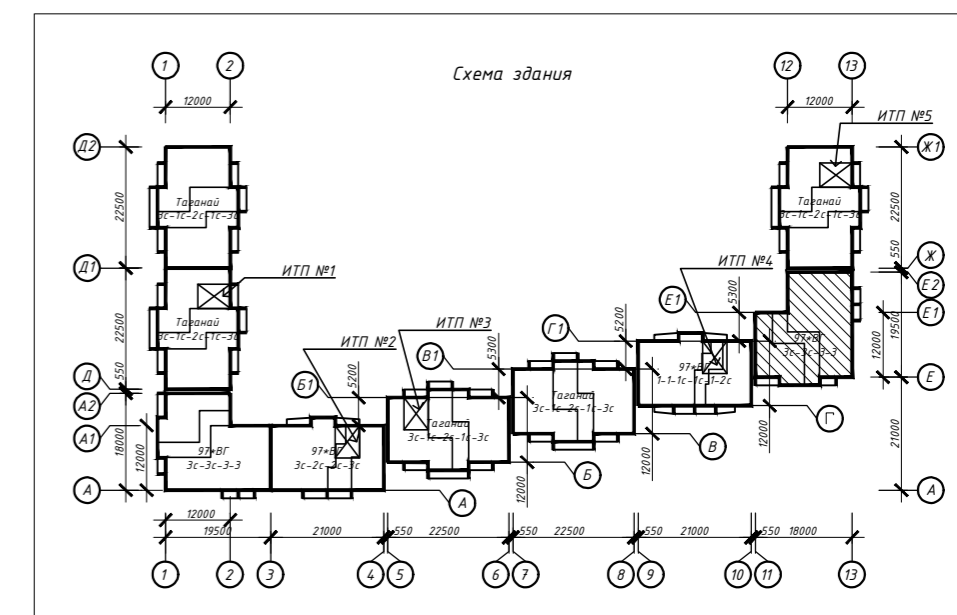 1 2 12 13
Схема здания
12000 12000
ИТП №5
Д2 Ж1
Таганай
3с-1с-2с-1с-3с
Таганай
3с-1с-2с-1с-3с
22500 22500
Д1 ИТП №1 ИТП №4 550 Ж
Е2
Е1 5300 Е1
Таганай
3с-1с-2с-1с-3с
22500
ИТП №2 ИТП №3 Г1 5200
В1 5300
97*ВГ
3с-3с-3-3
12000 19500
550 Д Б1 5200
97*ВГ
1-1-1с-1с-1-2с
Е
А2
Таганай
3с-1с-2с-1с-3с
Таганай
3с-1с-2с-1с-3с
Г
А1 18000 12000
97*ВГ
3с-3с-3-3
97*ВГ
3с-2с-2с-3с
12000 12000 12000 21000
В
Б
А А А
12000
19500 21000 550 22500 550 22500 550 21000 550 18000
1 2 3 4 5 6 7 8 9 10 11 13